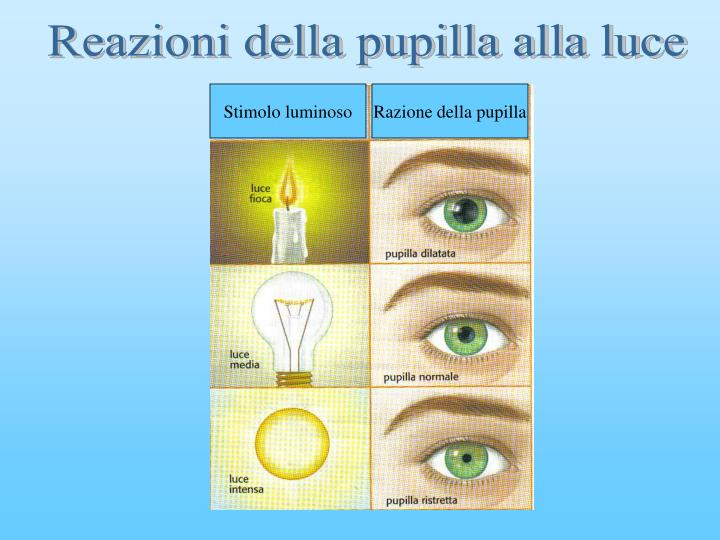 Reazioni della pupilla alla luce
Stimolo luminoso
Razione della pupilla
luce
fioca
pupilla dilatata
luce
media
pupilla normale
luce
intensa
pupilla ristretta